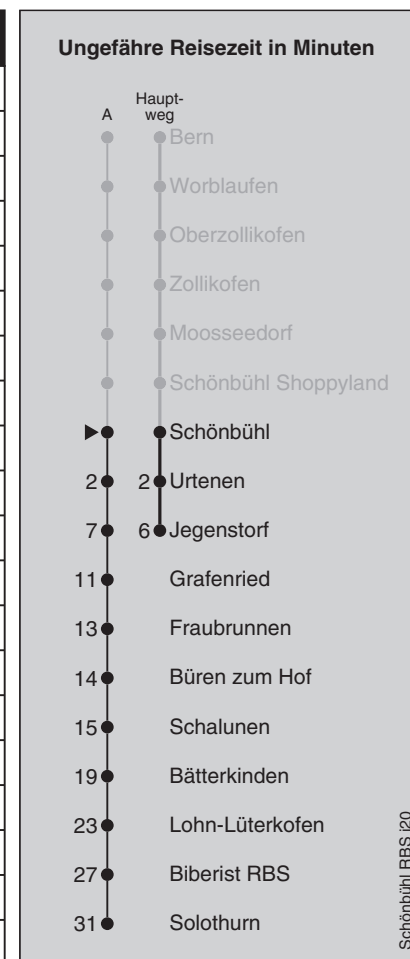 Ungefähre Reisezeit in Minuten
A Haupt-
weg
Bern
Worblaufen
Oberzollikofen
Zollikofen
Moosseedorf
Schönbühl Shoppyland
Schönbühl
2 2 Urtenen
7 6 Jegenstorf
11 Grafenried
13 Fraubrunnen
14 Büren zum Hof
15 Schalunen
19 Bätterkinden
23 Lohn-Lüterkofen
27 Biberist RBS
31 Solothurn
Schönbühl RBS j20